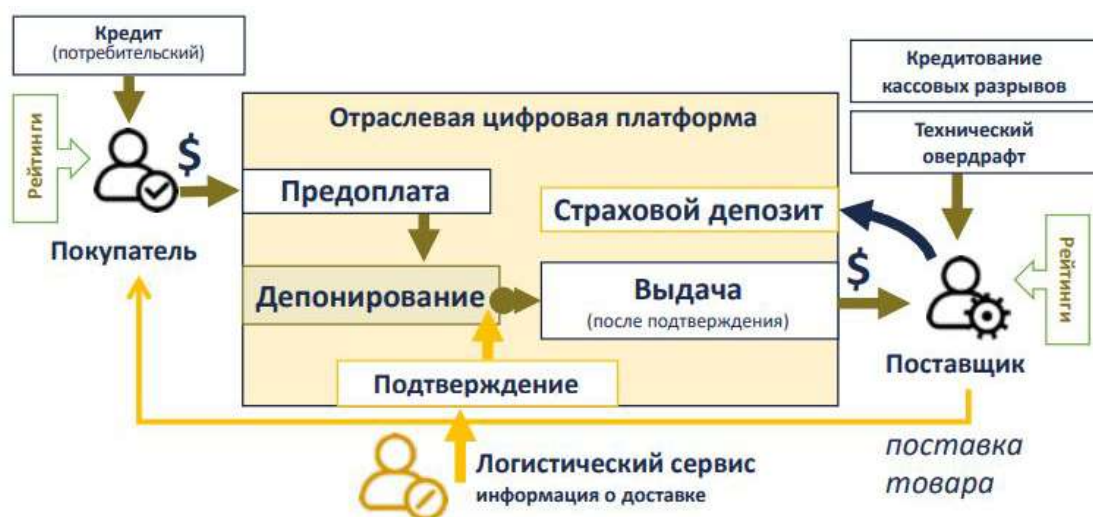 Кредит
(потребительский)
Кредитование
кассовых разрывов
Технический
овердрафт
Отраслевая цифровая платформа
Рейтинги
$
Предоплата
Страховой депозит
Покупатель
Депонирование
Выдача
(после подтверждения)
$
Рейтинги
Поставщик
Подтверждение
Логистический сервис
информация о доставке
поставка
товара